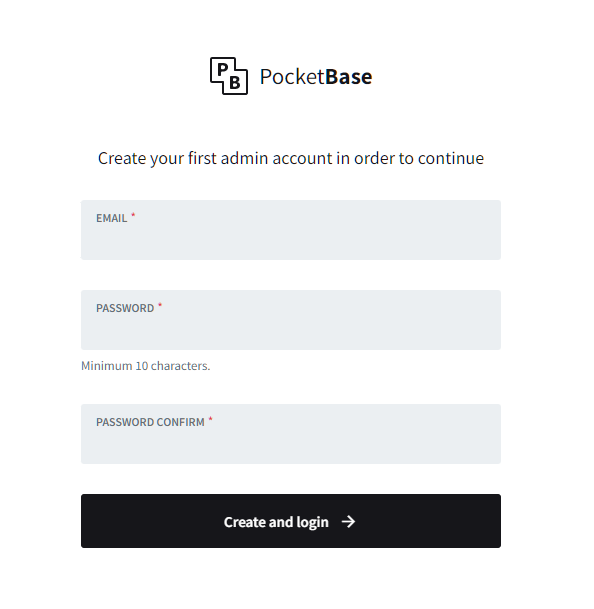 PB PocketBase
Create your first admin account in order to continue
EMAIL *
PASSWORD *
Minimum 10 characters.
PASSWORD CONFIRM *
Create and login →